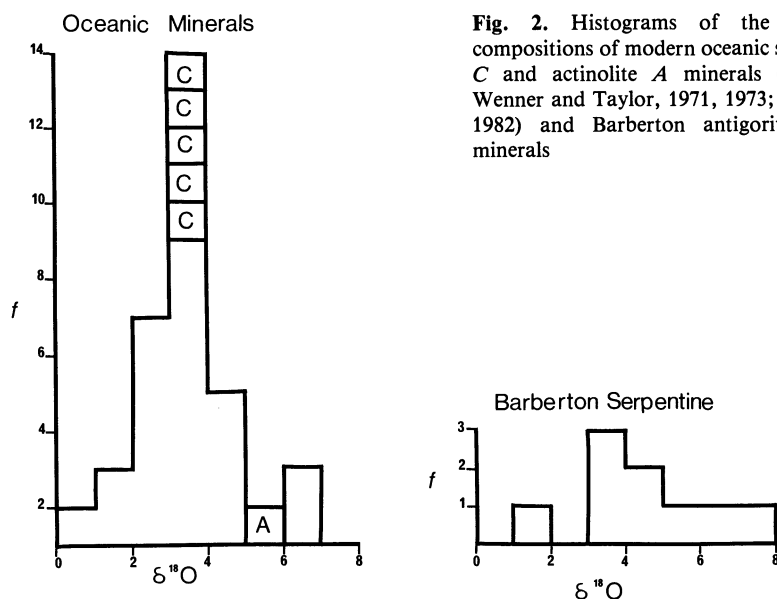 Oceanic Minerals
Fig. 2. Histograms of the
compositions of modern oceanic
C and actinolite A minerals
Wenner and Taylor, 1971, 1973;
1982) and Barberton
minerals
14
12
10
8
6
4
2
f
C
C
C
C
C
A
0 2 4 6 8
δ¹⁸O
Barberton Serpentine
3
2
1
f
0 2 4 6 8
δ¹⁸O